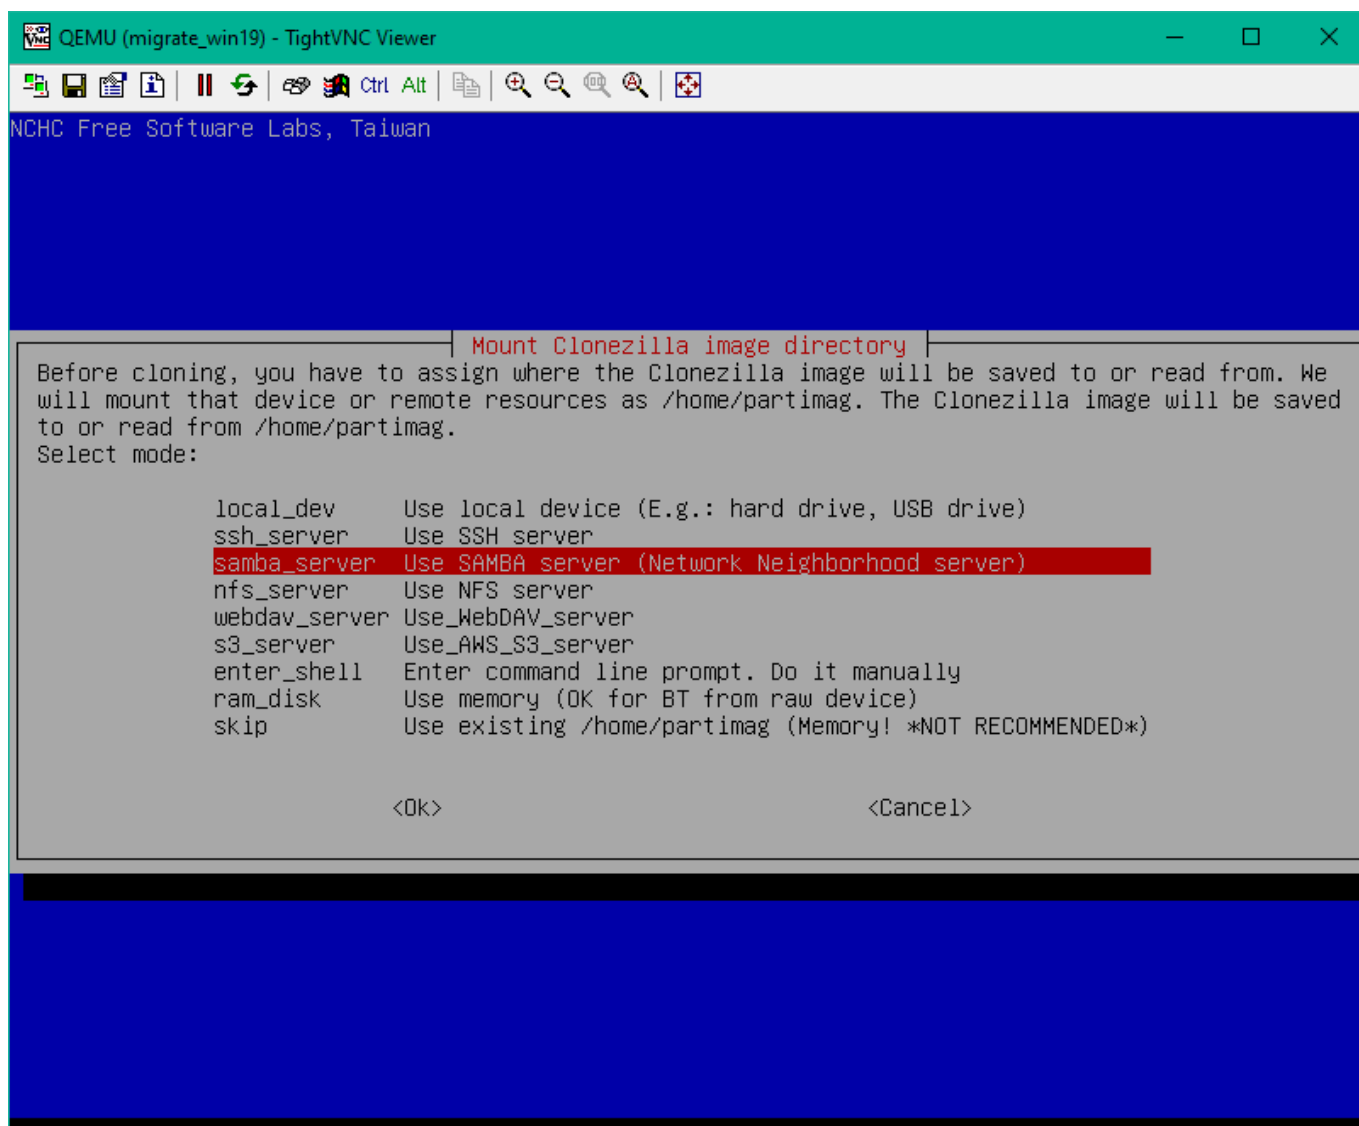 QEMU (migrate_win19) - TightVNC Viewer
Ctrl Alt
NCHC Free Software Labs, Taiwan
Mount Clonezilla image directory
Before cloning, you have to assign where the Clonezilla image will be saved to or read from. We
will mount that device or remote resources as /home/partimag. The Clonezilla image will be saved
to or read from /home/partimag.
Select mode:
local_dev Use local device (E.g.: hard drive, USB drive)
ssh_server Use SSH server
samba_server Use SAMBA server (Network Neighborhood server)
nfs_server Use NFS server
webdav_server Use_WebDAV_server
s3_server Use_AWS_S3_server
enter_shell Enter command line prompt. Do it manually
ram_disk Use memory (OK for BT from raw device)
skip Use existing /home/partimag (Memory! *NOT RECOMMENDED*)
<Ok> <Cancel>